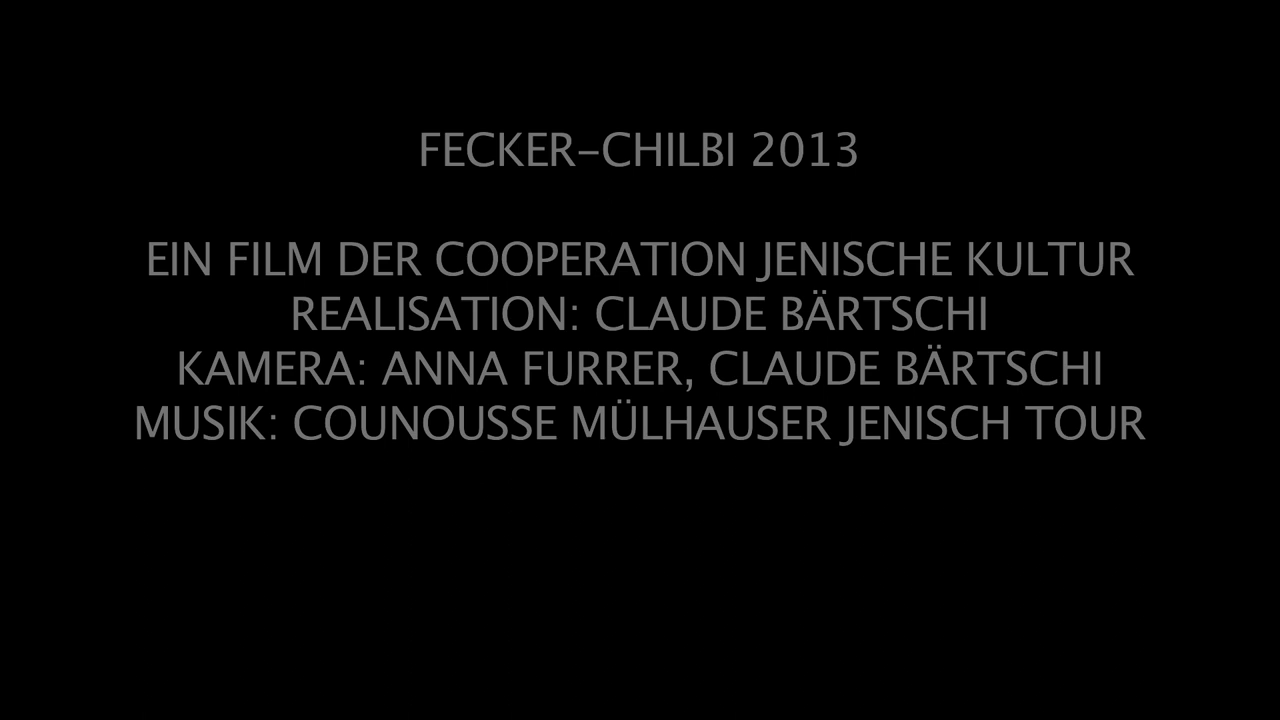 FECKER-CHILBI 2013
EIN FILM DER COOPERATION JENISCHE KULTUR
REALISATION: CLAUDE BÄRTSCHI
KAMERA: ANNA FURRER, CLAUDE BÄRTSCHI
MUSIK: COUNOUSSE MÜLHAUSER JENISCH TOUR